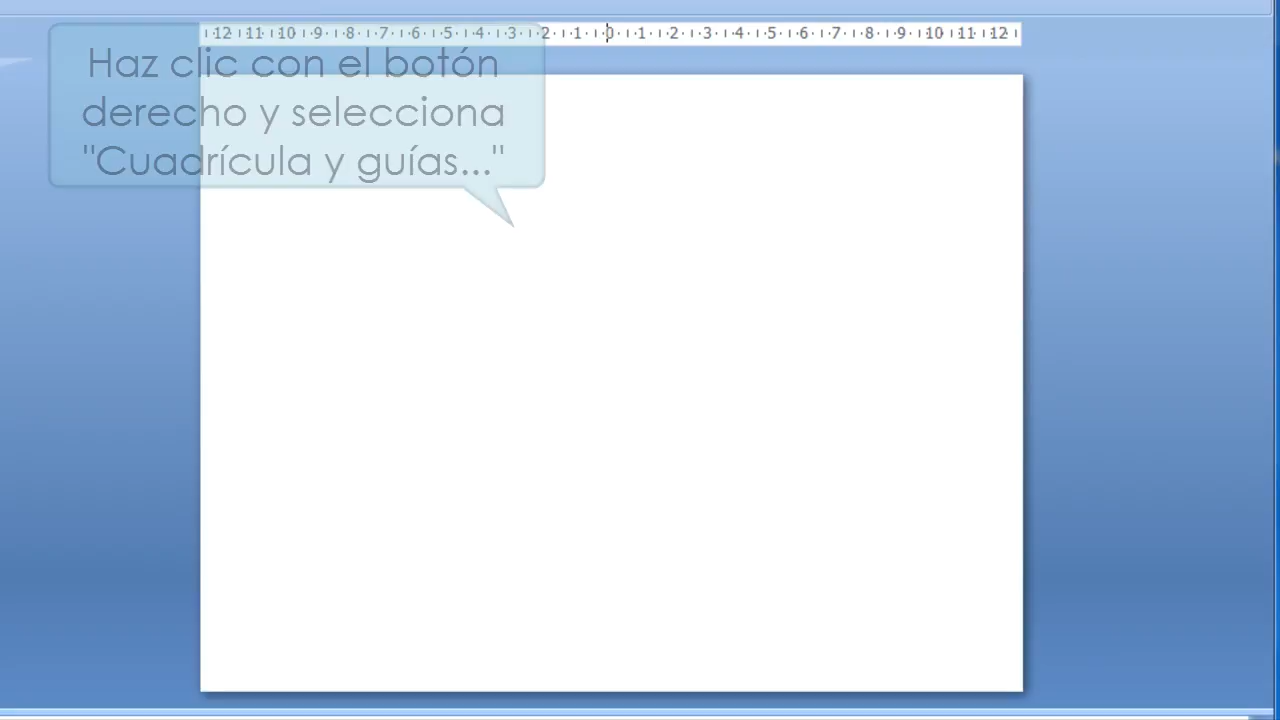 12 11 10 9 8 7 6 5 4 3 2 1 0 1 2 3 4 5 6 7 8 9 10 11 12
Haz clic con el botón
derecho y selecciona
"Cuadrícula y guías..."